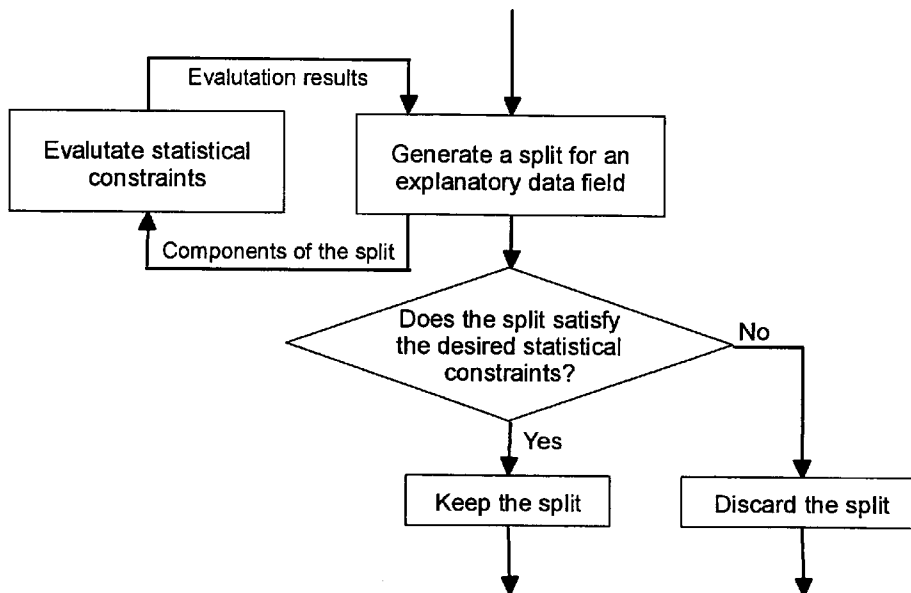 Evalutation results
Evalutate statistical
constraints
Generate a split for an
explanatory data field
Components of the split
Does the split satisfy
the desired statistical
constraints?
No
Yes
Keep the split
Discard the split